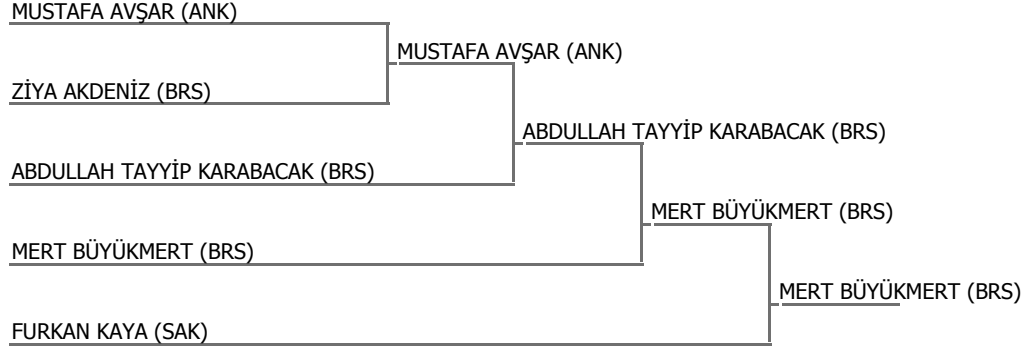 MUSTAFA AVŞAR (ANK)
MUSTAFA AVŞAR (ANK)
ZİYA AKDENİZ (BRS)
ABDULLAH TAYYİP KARABACAK (BRS)
ABDULLAH TAYYİP KARABACAK (BRS)
MERT BÜYÜKMERT (BRS)
MERT BÜYÜKMERT (BRS)
MERT BÜYÜKMERT (BRS)
FURKAN KAYA (SAK)